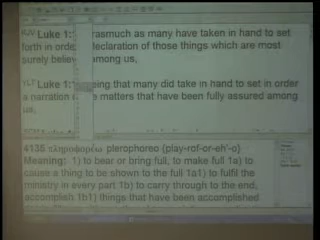 KJV Luke 1: rasmuch as many have taken in hand to set
forth in orde declaration of those things which are most
surely believ among us,
YLT Luke 1: eing that many did take in hand to set in order
a narration matters that have been fully assured among
us,
4135 πληροφορέω plerophoreo {play-rof-or-eh'-o}
Meaning: 1) to bear or bring full, to make full 1a) to
cause a thing to be shown to the full 1a1) to fulfil the
ministry in every part 1b) to carry through to the end,
accomplish 1b1) things that have been accomplished